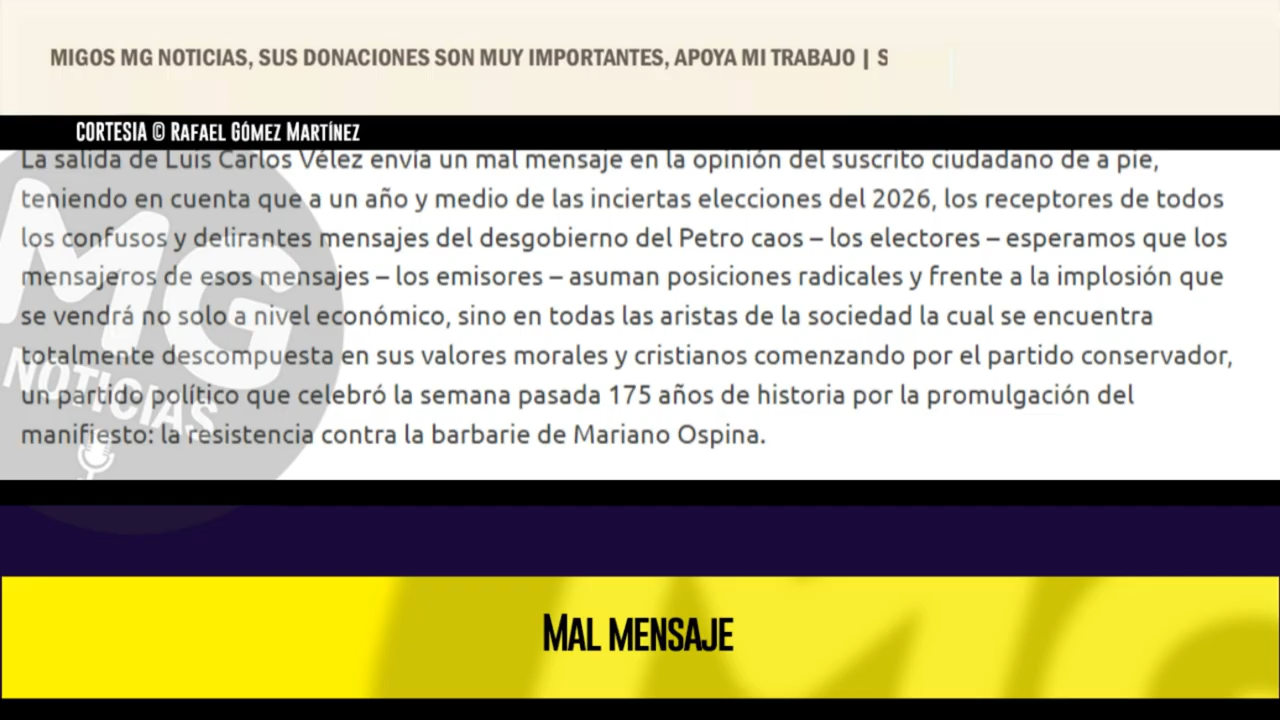 MIGOS MG NOTICIAS, SUS DONACIONES SON MUY IMPORTANTES, APOYA MI TRABAJO | S
CORTESIA © RAFAEL GÓMEZ MARTÍNEZ
La salida de Luis Carlos Vélez envía un mal mensaje en la opinión del suscrito ciudadano de a pie,
teniendo en cuenta que a un año y medio de las inciertas elecciones del 2026, los receptores de todos
los confusos y delirantes mensajes del desgobierno del Petro caos – los electores – esperamos que los
mensajeros de esos mensajes – los emisores – asuman posiciones radicales y frente a la implosión que
se vendrá no solo a nivel económico, sino en todas las aristas de la sociedad la cual se encuentra
totalmente descompuesta en sus valores morales y cristianos comenzando por el partido conservador,
un partido político que celebró la semana pasada 175 años de historia por la promulgación del
manifiesto: la resistencia contra la barbarie de Mariano Ospina.
MG
NOTICIAS
MAL MENSAJE